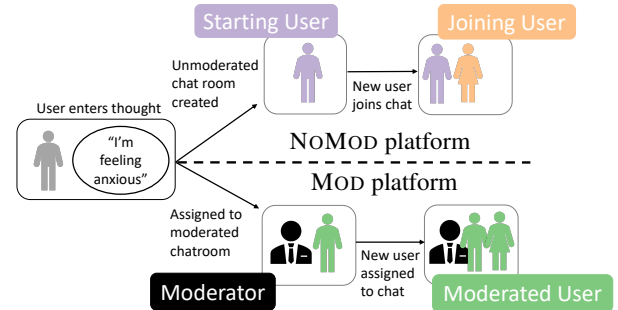 Starting User
Joining User
Unmoderated
chat room
created
New user
joins chat
User enters thought
"I'm
feeling
anxious"
NOMOD platform
MOD platform
Assigned to
moderated
chatroom
New user
assigned
to chat
Moderator
Moderated User